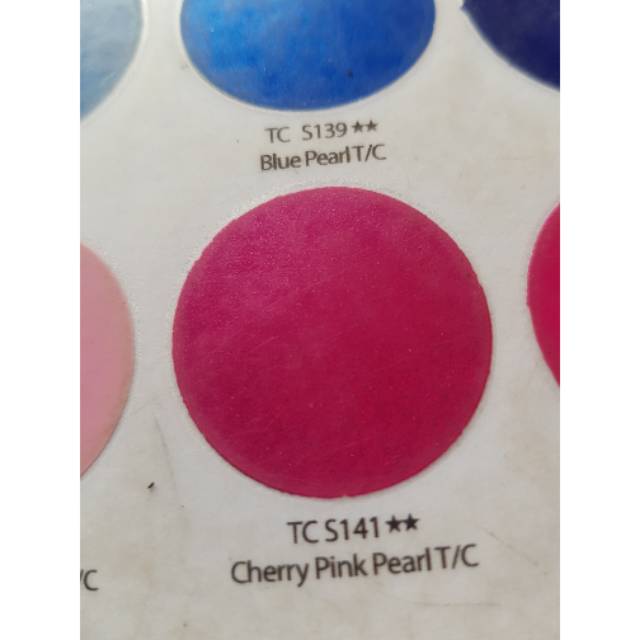 TC S139 ★★
Blue Pearl T/C
TC S141 ★★
Cherry Pink Pearl T/C
/C